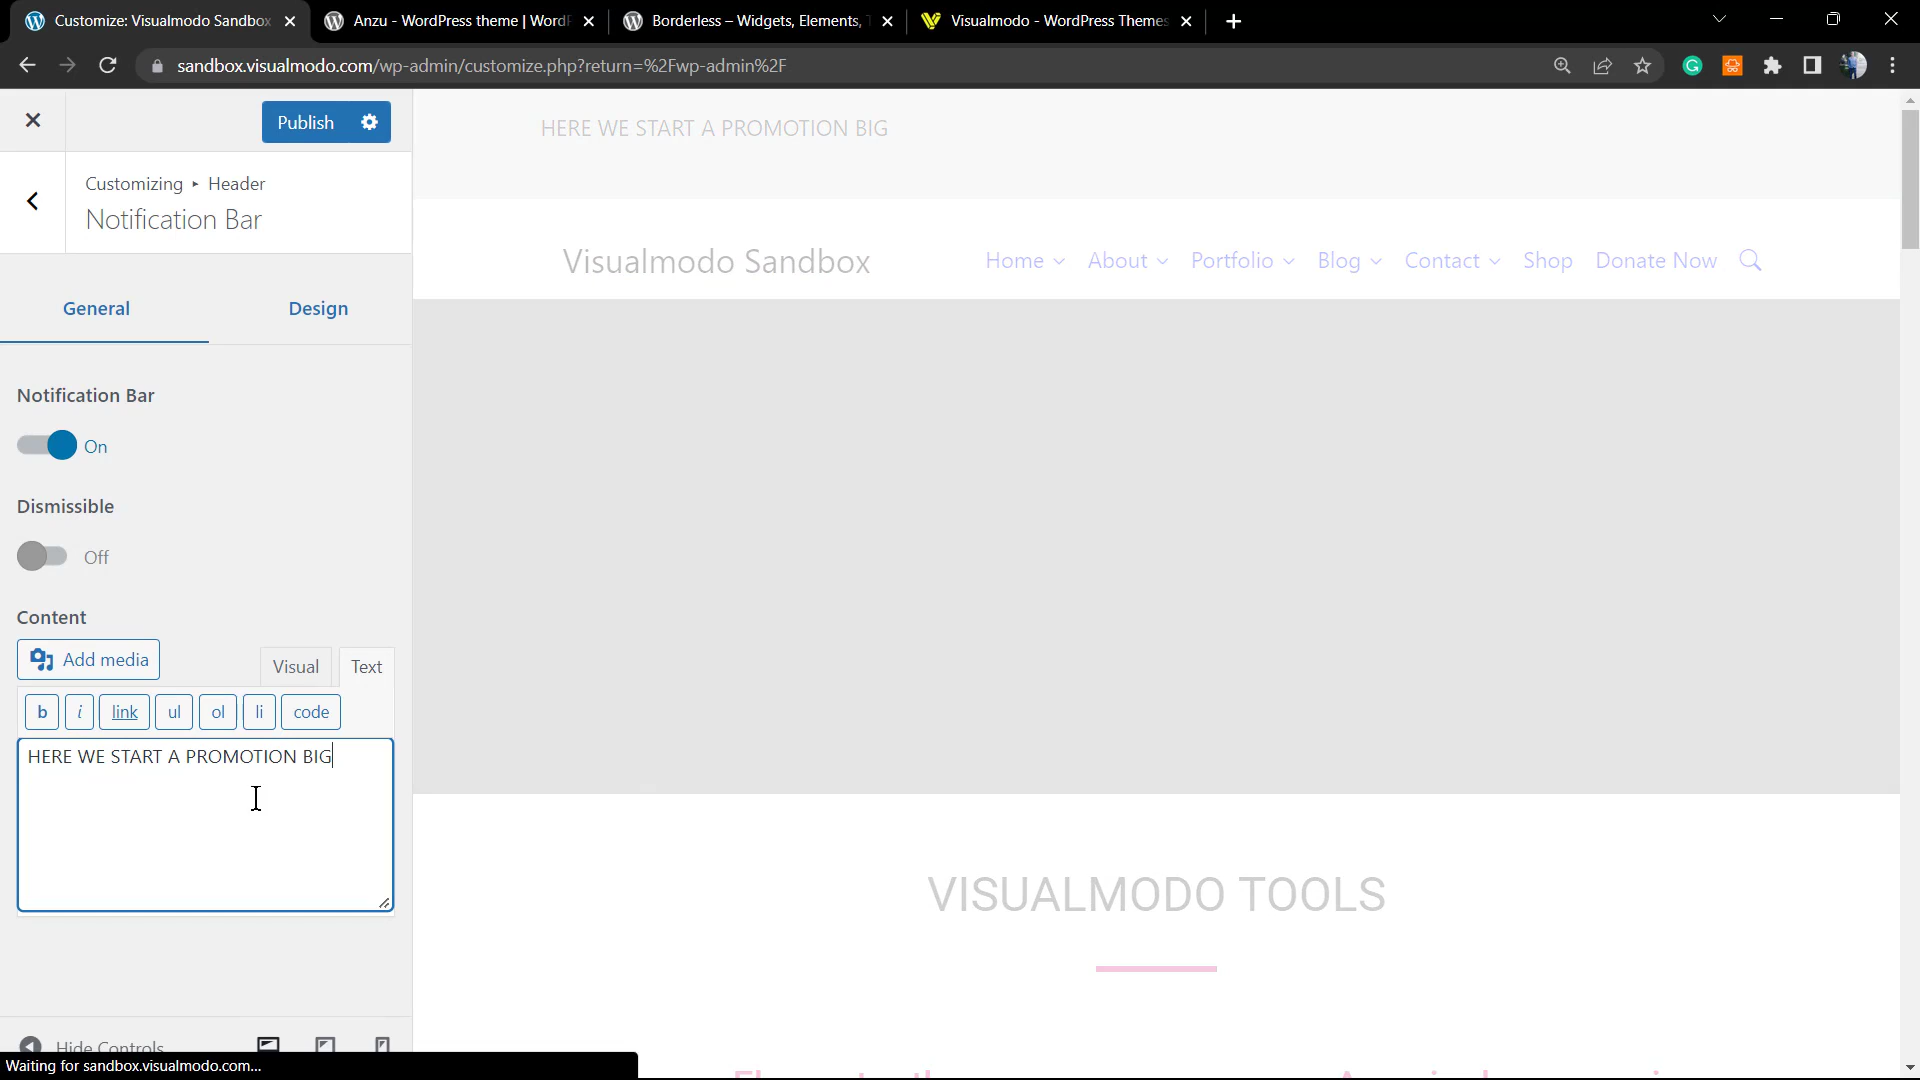 Customize: Visualmodo Sandbox
Anzu - WordPress theme | Word
Borderless – Widgets, Elements,
Visualmodo - WordPress Themes
sandbox.visualmodo.com/wp-admin/customize.php?return=%2Fwp-admin%2F
Publish
Customizing ▸ Header
Notification Bar
General
Design
Notification Bar
On
Dismissible
Off
Content
Add media
Visual
Text
b
i
link
ul
ol
li
code
HERE WE START A PROMOTION BIG
Hide Controls
Waiting for sandbox.visualmodo.com...
HERE WE START A PROMOTION BIG
Visualmodo Sandbox
Home
About
Portfolio
Blog
Contact
Shop
Donate Now
VISUALMODO TOOLS